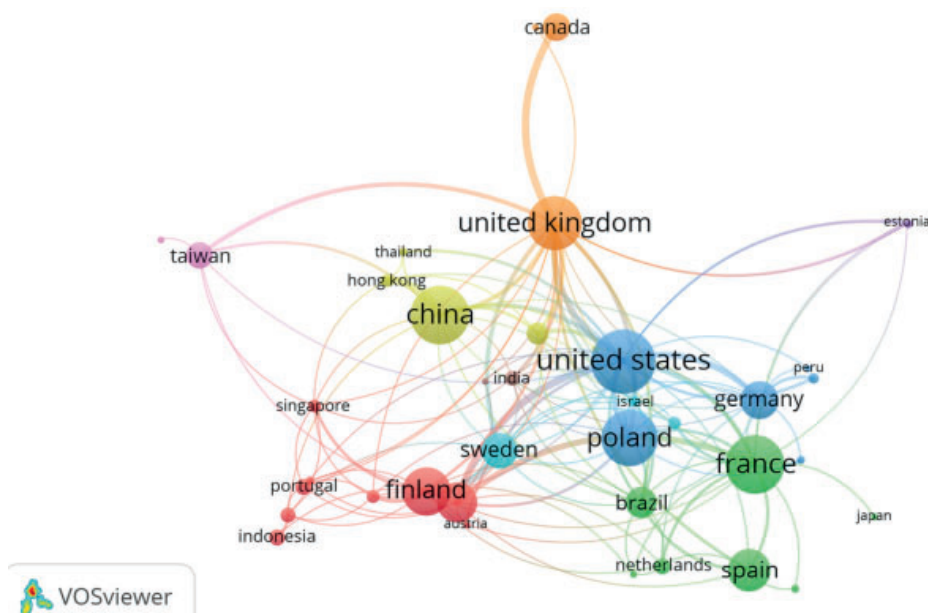 canada
united kingdom
estonia
thailand
taiwan
hong kong
china
united states
peru
india
israel
germany
singapore
poland
sweden
france
portugal
finland
brazil
austria
japan
indonesia
netherlands
spain
VOSviewer